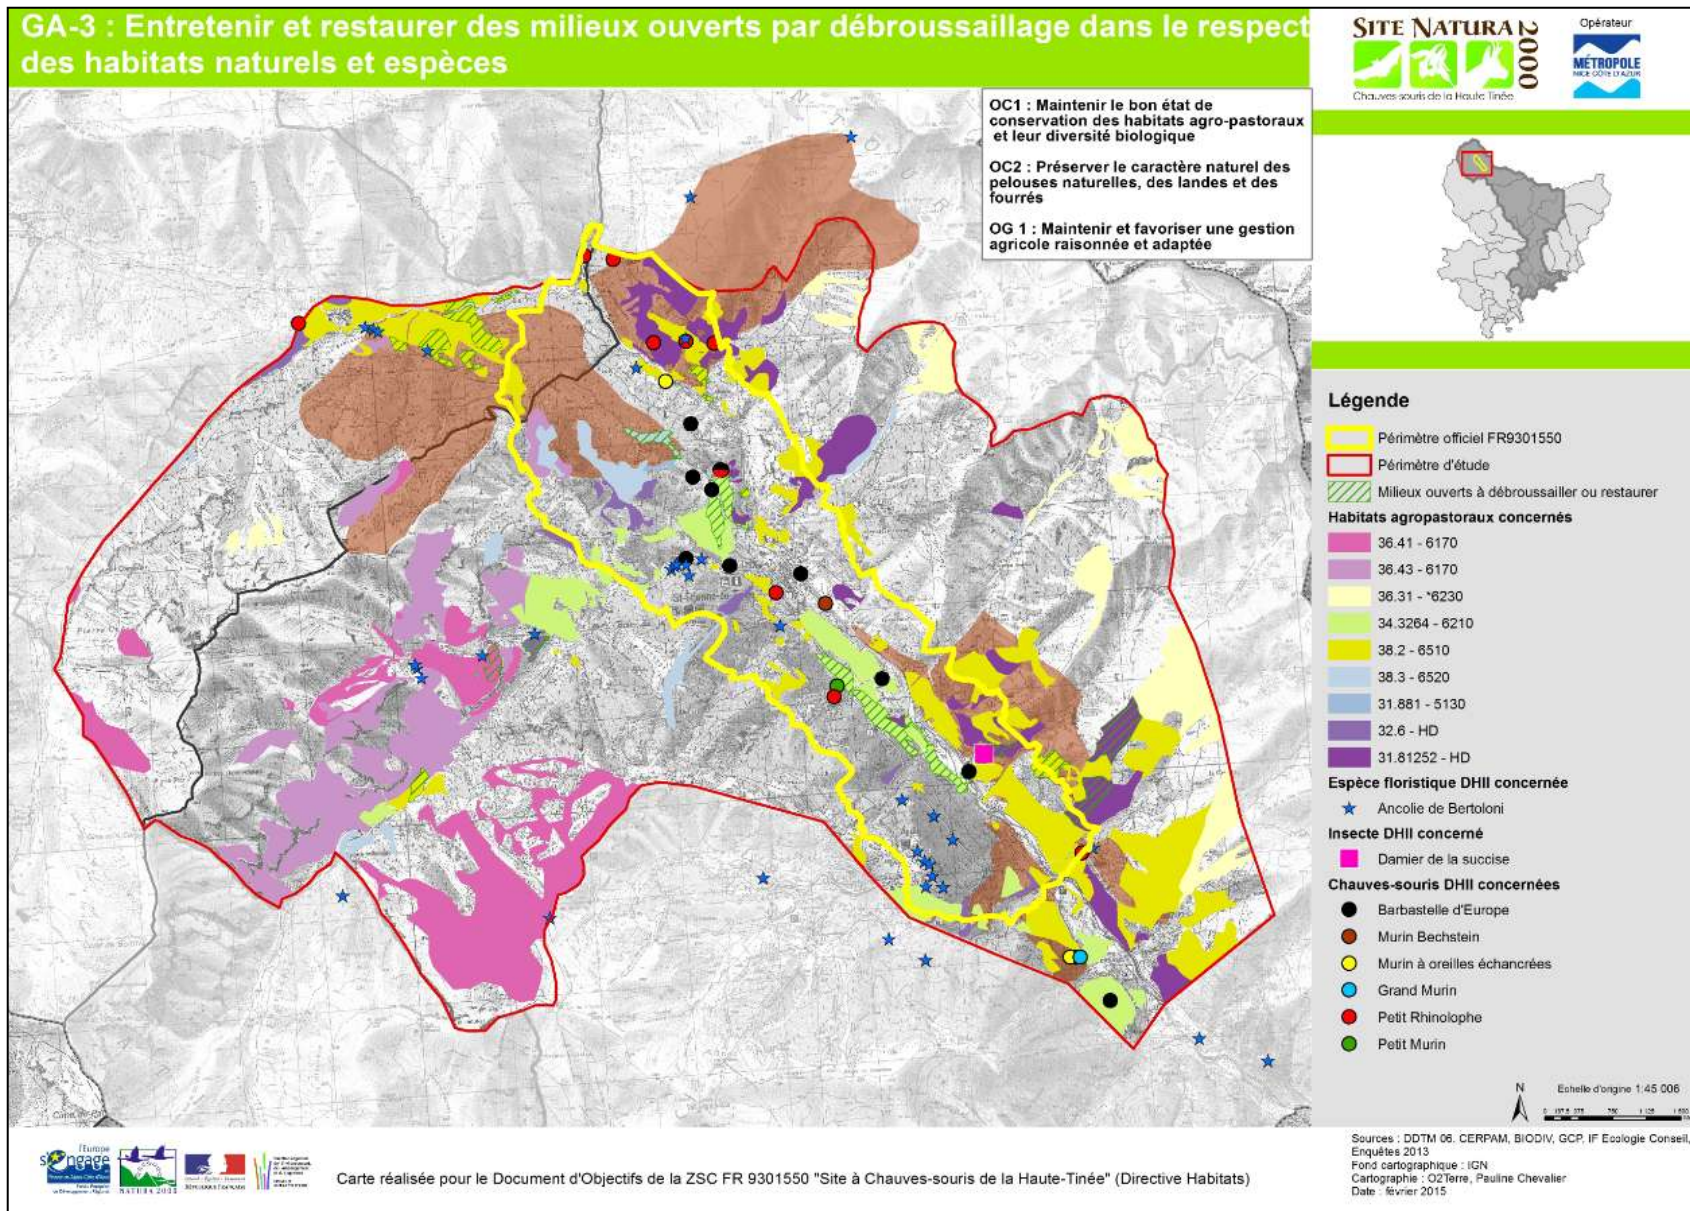 GA-3 : Entretenir et restaurer des milieux ouverts par débroussaillage dans le respect
des habitats naturels et espèces
SITE NATURA 2000
Chauves-souris de la Haute Tinée
Opérateur
MÉTROPOLE
NICE CÔTE D'AZUR
OC1 : Maintenir le bon état de
conservation des habitats agro-pastoraux
et leur diversité biologique
OC2 : Préserver le caractère naturel des
pelouses naturelles, des landes et des
fourrés
OG 1 : Maintenir et favoriser une gestion
agricole raisonnée et adaptée
Légende
Périmètre officiel FR9301550
Périmètre d'étude
Milieux ouverts à débroussailler ou restaurer
Habitats agropastoraux concernés
36.41 - 6170
36.43 - 6170
36.31 - *6230
34.3264 - 6210
38.2 - 6510
38.3 - 6520
31.881 - 5130
32.6 - HD
31.81252 - HD
Espèce floristique DHII concernée
Ancolie de Bertoloni
Insecte DHII concerné
Damier de la succise
Chauves-souris DHII concernées
Barbastelle d'Europe
Murin Bechstein
Murin à oreilles échancrées
Grand Murin
Petit Rhinolophe
Petit Murin
N
Echelle d'origine 1:45 006
Sources : DDTM 06. CERPAM, BIODIV, GCP, IF Ecologie Conseil,
Enquêtes 2013
Fond cartographique : IGN
Cartographie : O2Terre, Pauline Chevalier
Date : février 2015
l'Europe
s'engage
NATURA 2000
Carte réalisée pour le Document d'Objectifs de la ZSC FR 9301550 "Site à Chauves-souris de la Haute-Tinée" (Directive Habitats)